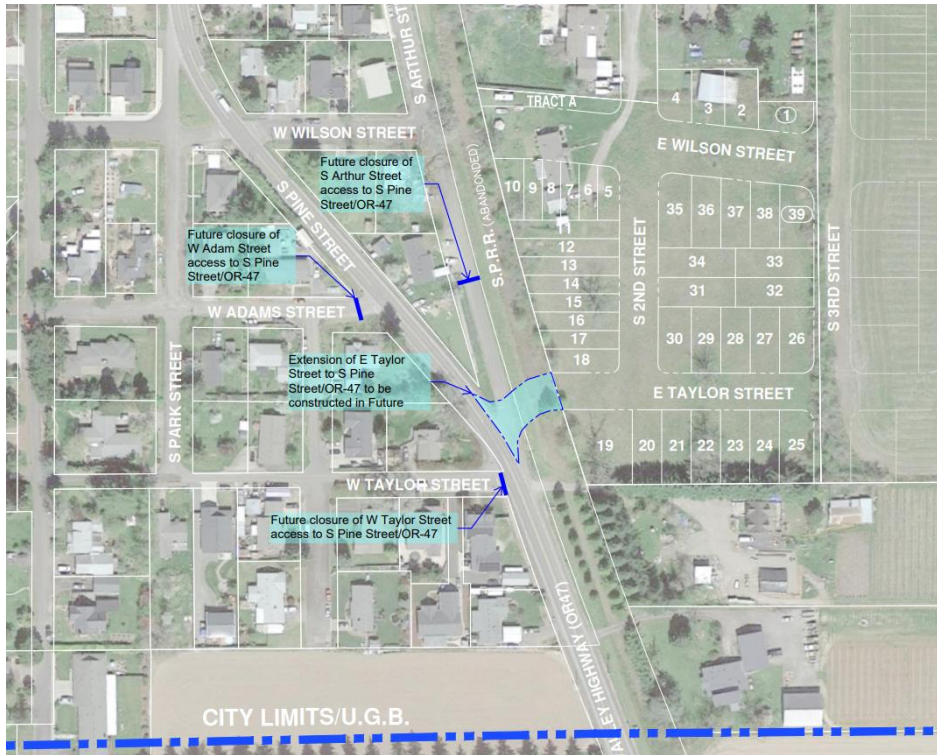 S ARTHUR ST
TRACT A
4
3
2
1
W WILSON STREET
E WILSON STREET
Future closure of
S Arthur Street
access to S Pine
Street/OR-47
S PINE STREET
S P.R.R. (ABANDONDED)
10
9
8
7
6
5
11
12
13
14
15
16
17
18
S 2ND STREET
35
36
37
38
39
34
33
31
32
30
29
28
27
26
S 3RD STREET
Future closure of
W Adam Street
access to S Pine
Street/OR-47
W ADAMS STREET
S PARK STREET
Extension of E Taylor
Street to S Pine
Street/OR-47 to be
constructed in Future
E TAYLOR STREET
19
20
21
22
23
24
25
W TAYLOR STREET
Future closure of W Taylor Street
access to S Pine Street/OR-47
LEY HIGHWAY (OR47)
CITY LIMITS/U.G.B.